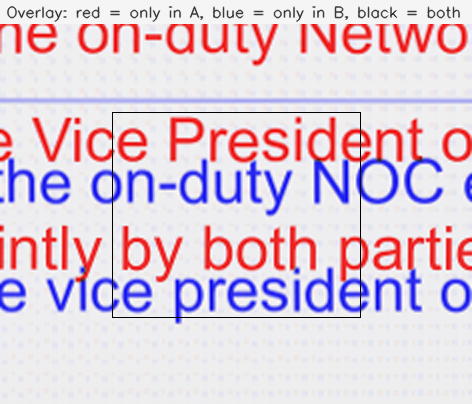 Overlay: red = only in A, blue = only in B, black = both
he on-duty Netwo
e Vice President o
the on-duty NOC e
intly by both partie
e vice president o